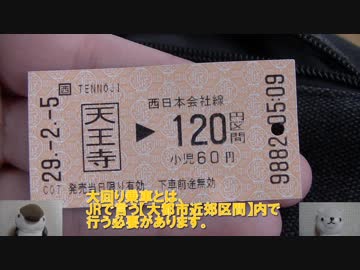 西 TENNOJI
29.-2.-5
天王寺 ▶ 西日本会社線
120円区間
小児60円
9882●05:09
C07 発売当日限り有効 下車前途無効
大回り乗車とは
JRで言う【大都市近郊区間】内で
行う必要があります。